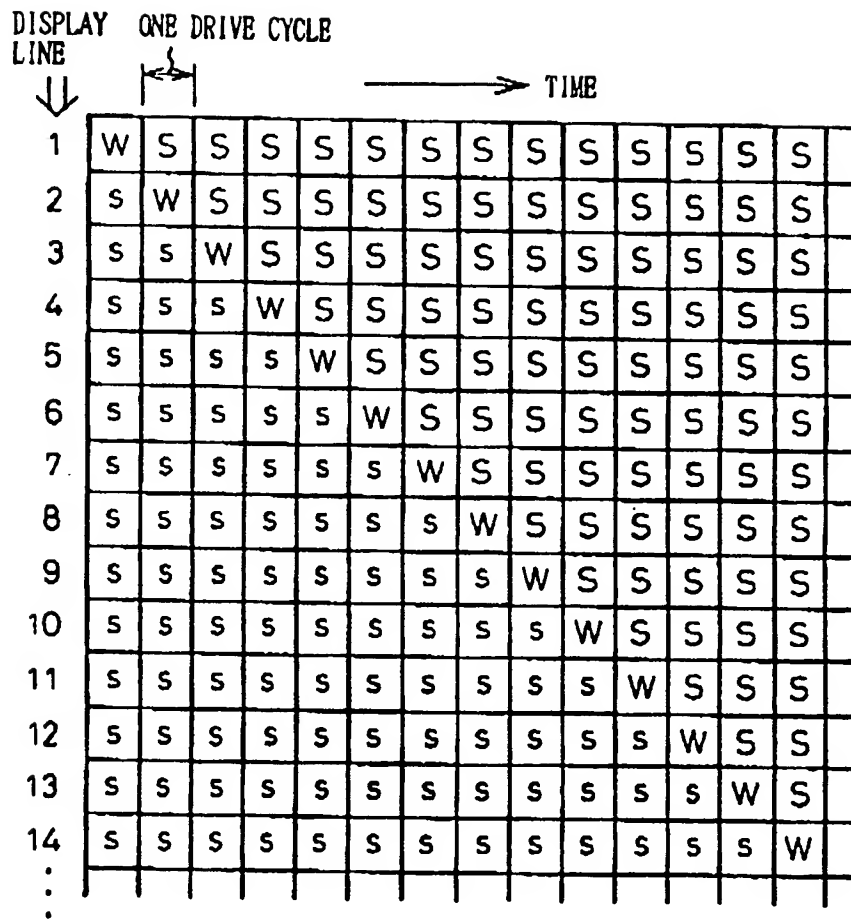 DISPLAY ONE DRIVE CYCLE
LINE
TIME
1 W S S S S S S S S S S S S S
2 s W S S S S S S S S S S S S
3 s s W S S S S S S S S S S S
4 s s s W S S S S S S S S S S
5 s s s s W S S S S S S S S S
6 s s s s s W S S S S S S S S
7 s s s s s s W S S S S S S S
8 s s s s s s s W S S S S S S
9 s s s s s s s s W S S S S S
10 s s s s s s s s s W S S S S
11 s s s s s s s s s s W S S S
12 s s s s s s s s s s s W S S
13 s s s s s s s s s s s s W S
14 s s s s s s s s s s s s s W